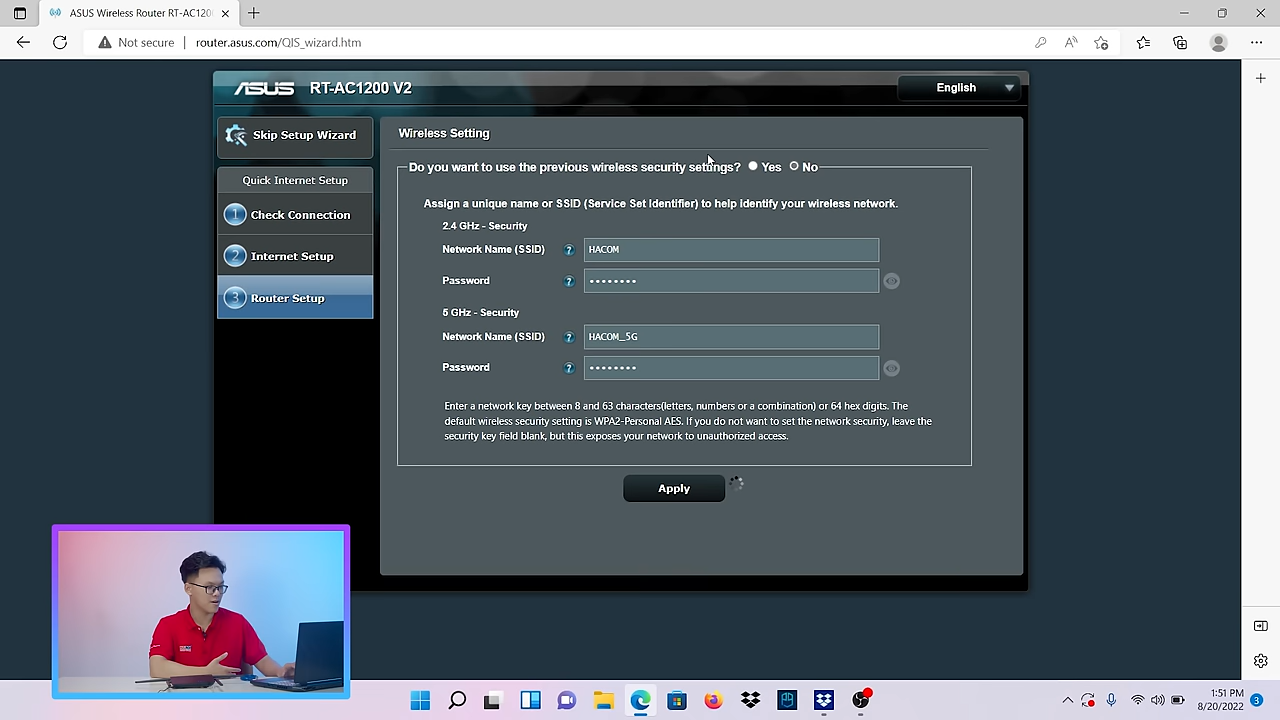 ASUS Wireless Router RT-AC120
Not secure
router.asus.com/QIS_wizard.htm
ASUS RT-AC1200 V2
English
Skip Setup Wizard
Quick Internet Setup
1 Check Connection
2 Internet Setup
3 Router Setup
Wireless Setting
Do you want to use the previous wireless security settings? Yes No
Assign a unique name or SSID (Service Set Identifier) to help identify your wireless network.
2.4 GHz - Security
Network Name (SSID) ? HACOM
Password ? ••••••••
5 GHz - Security
Network Name (SSID) ? HACOM_5G
Password ? ••••••••
Enter a network key between 8 and 63 characters(letters, numbers or a combination) or 64 hex digits. The
default wireless security setting is WPA2-Personal AES. If you do not want to set the network security, leave the
security key field blank, but this exposes your network to unauthorized access.
Apply
1:51 PM
8/20/2022
3